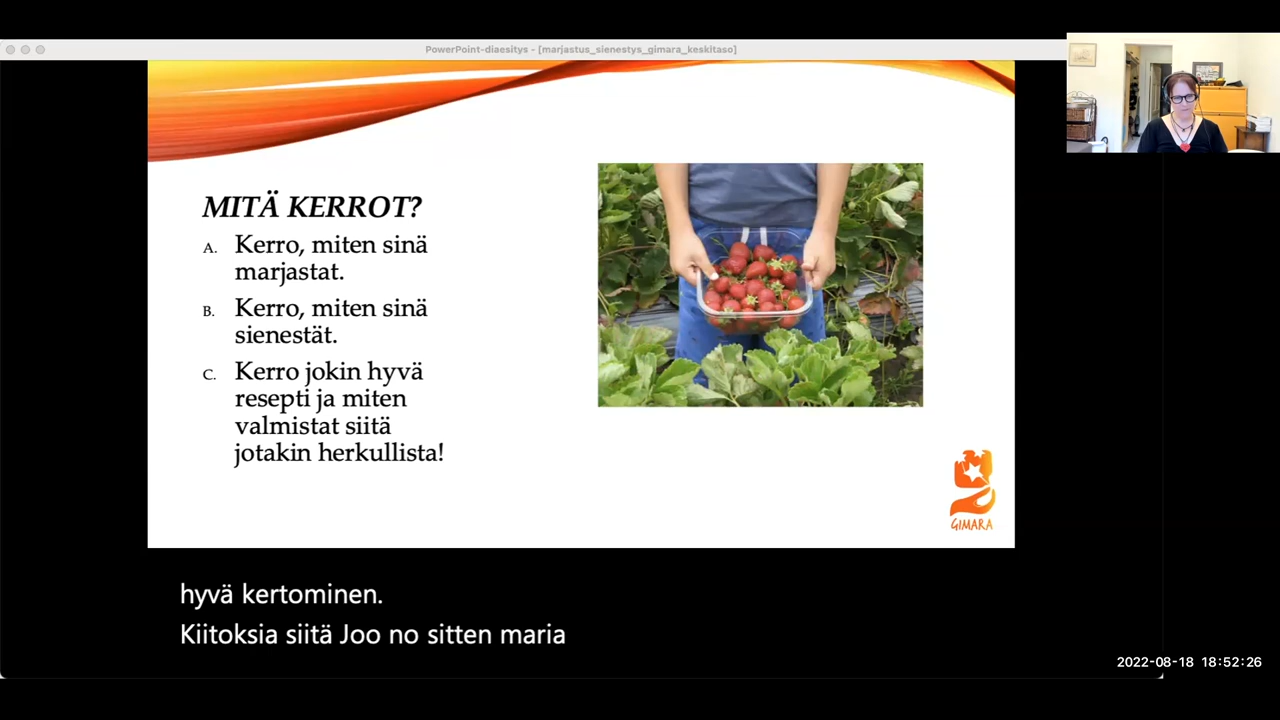 PowerPoint-diaesitys - [marjastus_sienestys_gimara_keskitaso]
MITÄ KERROT?
A. Kerro, miten sinä
marjastat.
B. Kerro, miten sinä
sienestät.
C. Kerro jokin hyvä
resepti ja miten
valmistat siitä
jotakin herkullista!
GIMARA
hyvä kertominen.
Kiitoksia siitä Joo no sitten maria
2022-08-18 18:52:26